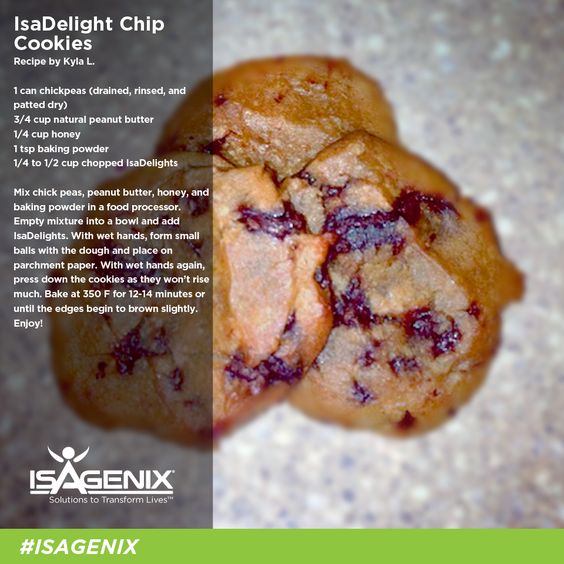 IsaDelight Chip
Cookies
Recipe by Kyla L.
1 can chickpeas (drained, rinsed, and
patted dry)
3/4 cup natural peanut butter
1/4 cup honey
1 tsp baking powder
1/4 to 1/2 cup chopped IsaDelights
Mix chick peas, peanut butter, honey, and
baking powder in a food processor.
Empty mixture into a bowl and add
IsaDelights. With wet hands, form small
balls with the dough and place on
parchment paper. With wet hands again,
press down the cookies as they won't rise
much. Bake at 350 F for 12-14 minutes or
until the edges begin to brown slightly.
Enjoy!
ISAGENIX®
Solutions to Transform Lives™
#ISAGENIX